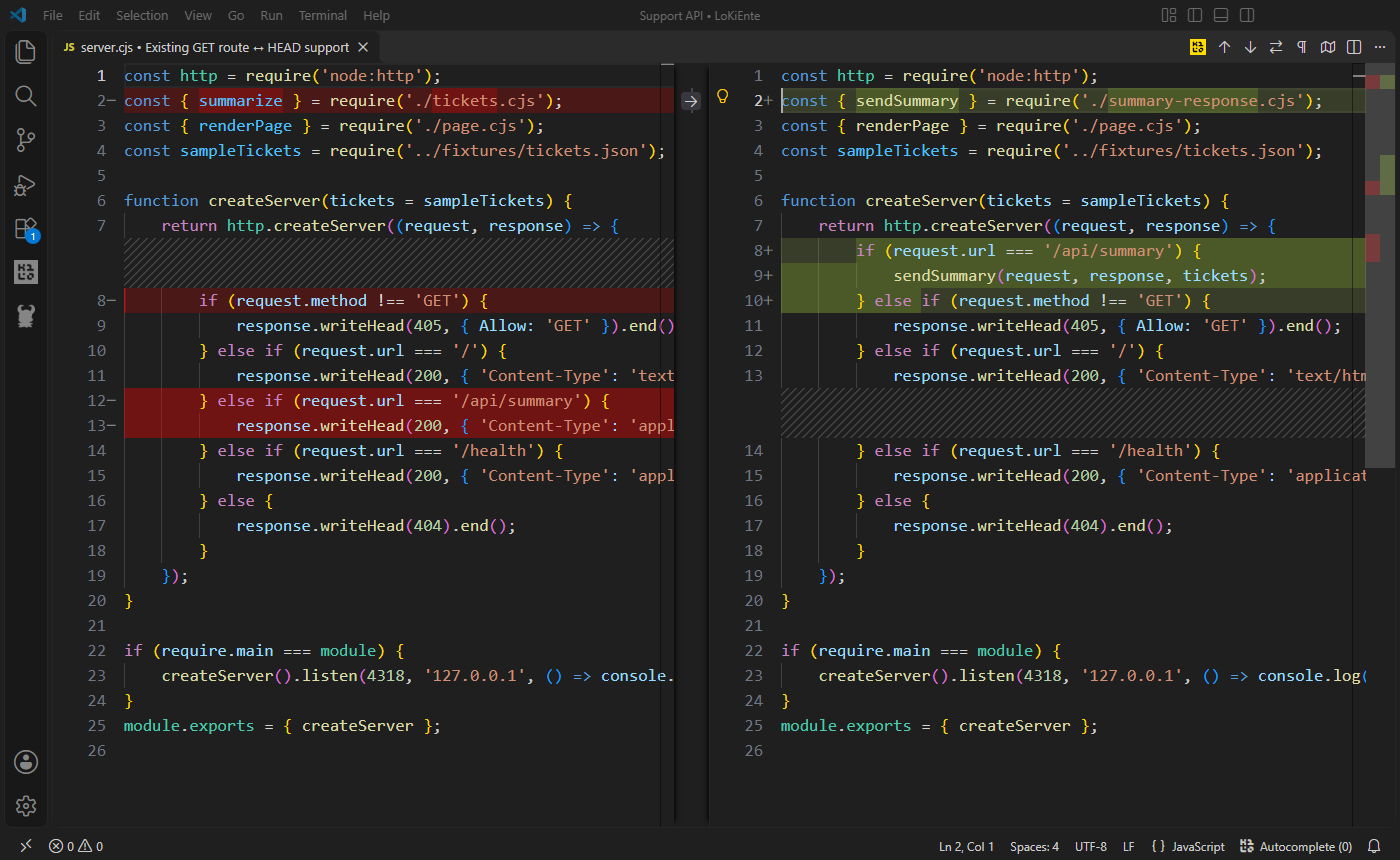 File Edit Selection View Go Run Terminal Help
Support API • LoKiEnte
JS server.cjs • Existing GET route ↔ HEAD support
1 const http = require('node:http');
2− const { summarize } = require('./tickets.cjs');
3 const { renderPage } = require('./page.cjs');
4 const sampleTickets = require('../fixtures/tickets.json');
5
6 function createServer(tickets = sampleTickets) {
7 return http.createServer((request, response) => {
8− if (request.method !== 'GET') {
9 response.writeHead(405, { Allow: 'GET' }).end()
10 } else if (request.url === '/') {
11 response.writeHead(200, { 'Content-Type': 'text
12− } else if (request.url === '/api/summary') {
13− response.writeHead(200, { 'Content-Type': 'appl
14 } else if (request.url === '/health') {
15 response.writeHead(200, { 'Content-Type': 'appl
16 } else {
17 response.writeHead(404).end();
18 }
19 });
20 }
21
22 if (require.main === module) {
23 createServer().listen(4318, '127.0.0.1', () => console.
24 }
25 module.exports = { createServer };
26
1 const http = require('node:http');
2+ const { sendSummary } = require('./summary-response.cjs');
3 const { renderPage } = require('./page.cjs');
4 const sampleTickets = require('../fixtures/tickets.json');
5
6 function createServer(tickets = sampleTickets) {
7 return http.createServer((request, response) => {
8+ if (request.url === '/api/summary') {
9+ sendSummary(request, response, tickets);
10+ } else if (request.method !== 'GET') {
11 response.writeHead(405, { Allow: 'GET' }).end();
12 } else if (request.url === '/') {
13 response.writeHead(200, { 'Content-Type': 'text/htm
14 } else if (request.url === '/health') {
15 response.writeHead(200, { 'Content-Type': 'applicat
16 } else {
17 response.writeHead(404).end();
18 }
19 });
20 }
21
22 if (require.main === module) {
23 createServer().listen(4318, '127.0.0.1', () => console.log(
24 }
25 module.exports = { createServer };
26
1
0 0
Ln 2, Col 1 Spaces: 4 UTF-8 LF { } JavaScript Autocomplete (0)